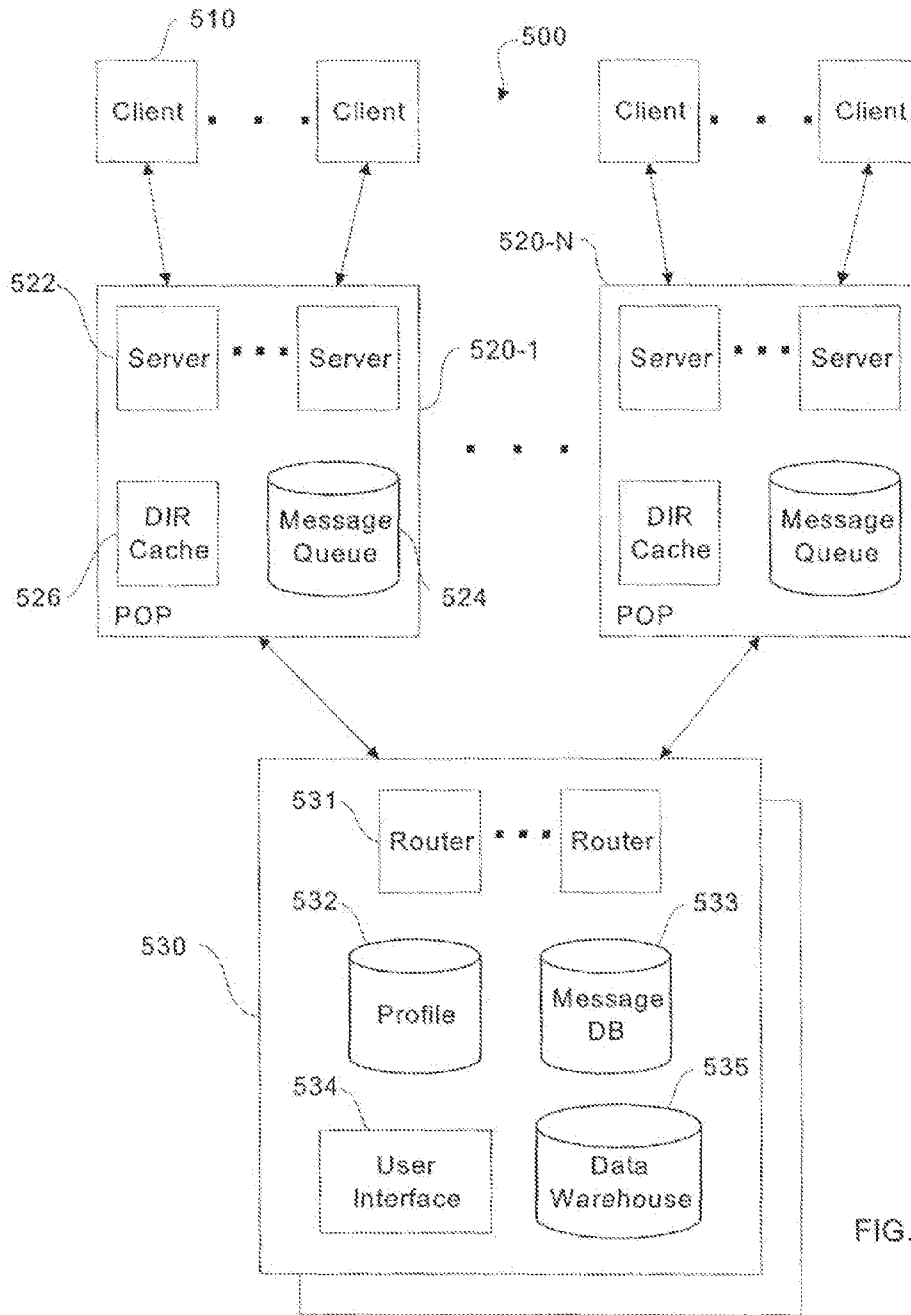 510
500
Client
Client
Client
Client
520-N
522
Server
Server
520-1
Server
Server
DIR
Cache
Message
Queue
DIR
Cache
Message
Queue
526
POP
524
POP
531
Router
Router
532
533
530
Profile
Message
DB
534
535
User
Interface
Data
Warehouse
FIG.